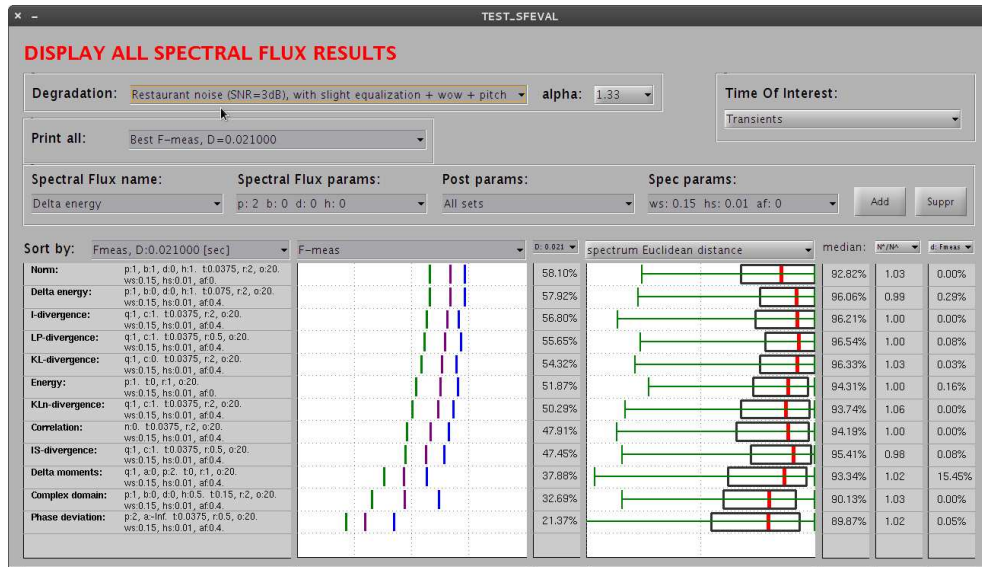 TEST_SFEVAL
DISPLAY ALL SPECTRAL FLUX RESULTS
Degradation: Restaurant noise (SNR=3dB), with slight equalization + wow + pitch alpha: 1.33 Time Of Interest:
Transients
Print all: Best F-meas, D=0.021000
Spectral Flux name: Spectral Flux params: Post params: Spec params:
Delta energy p: 2 b: 0 d: 0 h: 0 All sets ws: 0.15 hs: 0.01 af: 0 Add Suppr
Sort by: Fmeas, D:0.021000 [sec] F-meas D: 0.021 spectrum Euclidean distance median: N°/N^ d: Fmeas
Norm: p:1, b:1, d:0, h:1. t:0.0375, r:2, o:20. 58.10% 92.82% 1.03 0.00%
ws:0.15, hs:0.01, af:0.
Delta energy: p:1, b:0, d:0, h:1. t:0.075, r:2, o:20. 57.92% 96.06% 0.99 0.29%
ws:0.15, hs:0.01, af:0.4.
I-divergence: q:1, c:1. t:0.0375, r:2, o:20. 56.80% 96.21% 1.00 0.00%
ws:0.15, hs:0.01, af:0.4.
LP-divergence: q:1, c:1. t:0.0375, r:0.5, o:20. 55.65% 96.54% 1.00 0.08%
ws:0.15, hs:0.01, af:0.4.
KL-divergence: q:1, c:0. t:0.0375, r:2, o:20. 54.32% 96.33% 1.03 0.03%
ws:0.15, hs:0.01, af:0.4.
Energy: p:1. t:0, r:1, o:20. 51.87% 94.31% 1.00 0.16%
ws:0.15, hs:0.01, af:0.
KLn-divergence: q:1, c:1. t:0.0375, r:2, o:20. 50.29% 93.74% 1.06 0.00%
ws:0.15, hs:0.01, af:0.4.
Correlation: n:0. t:0.0375, r:2, o:20. 47.91% 94.19% 1.00 0.00%
ws:0.15, hs:0.01, af:0.4.
IS-divergence: q:1, c:1. t:0.0375, r:0.5, o:20. 47.45% 95.41% 0.98 0.08%
ws:0.15, hs:0.01, af:0.4.
Delta moments: q:1, a:0, p:2. t:0, r:1, o:20. 37.88% 93.34% 1.02 15.45%
ws:0.15, hs:0.01, af:0.4.
Complex domain: p:1, b:0, d:0, h:0.5. t:0.15, r:2, o:20. 32.69% 90.13% 1.03 0.00%
ws:0.15, hs:0.01, af:0.4.
Phase deviation: p:2, a:-Inf. t:0.0375, r:0.5, o:20. 21.37% 89.87% 1.02 0.05%
ws:0.15, hs:0.01, af:0.4.